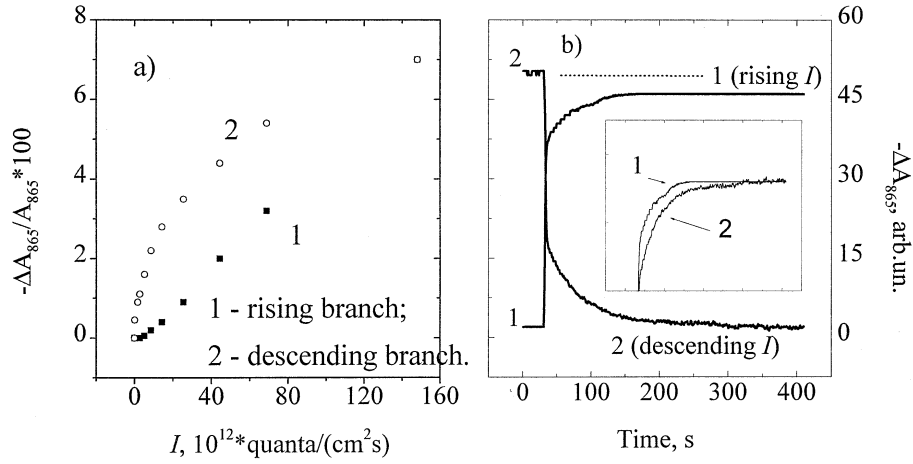 a)
8
6
4
2
0
-ΔA865/A865*100
2
1
1 - rising branch;
2 - descending branch.
0 40 80 120 160
I, 10^12*quanta/(cm^2s)
b)
2
1 (rising I)
1
2
1
2 (descending I)
60
45
30
15
0
-ΔA865, arb.un.
0 100 200 300 400
Time, s